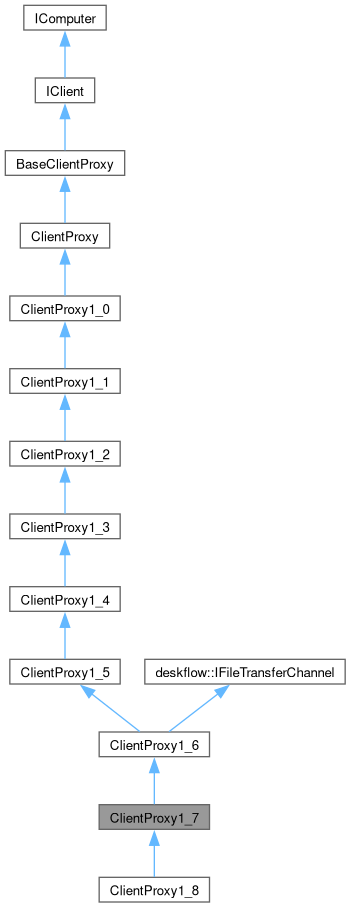 IComputer
IClient
BaseClientProxy
ClientProxy
ClientProxy1_0
ClientProxy1_1
ClientProxy1_2
ClientProxy1_3
ClientProxy1_4
ClientProxy1_5
deskflow::IFileTransferChannel
ClientProxy1_6
ClientProxy1_7
ClientProxy1_8